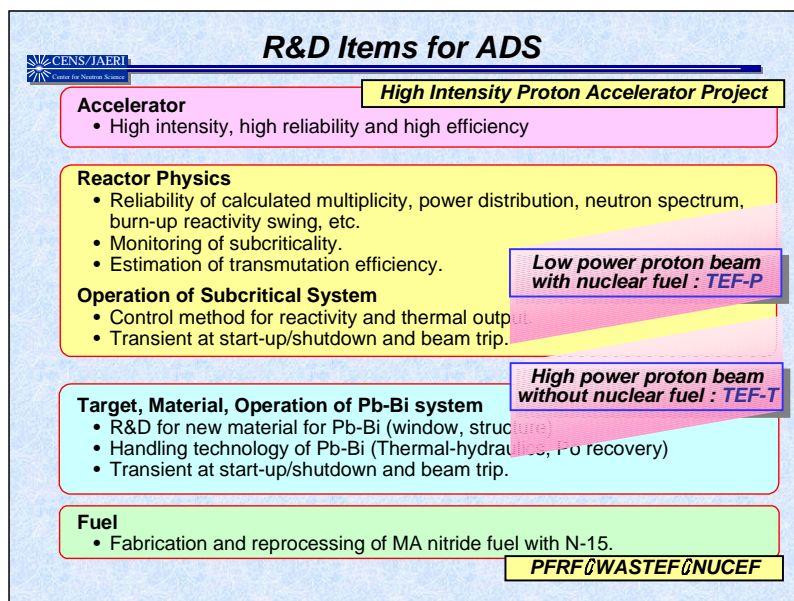 R&D Items for ADS
CENS/JAERI
Center for Neutron Science
High Intensity Proton Accelerator Project
Accelerator
• High intensity, high reliability and high efficiency
Reactor Physics
• Reliability of calculated multiplicity, power distribution, neutron spectrum,
burn-up reactivity swing, etc.
• Monitoring of subcriticality.
• Estimation of transmutation efficiency.
Low power proton beam
with nuclear fuel : TEF-P
Operation of Subcritical System
• Control method for reactivity and thermal output.
• Transient at start-up/shutdown and beam trip.
High power proton beam
without nuclear fuel : TEF-T
Target, Material, Operation of Pb-Bi system
• R&D for new material for Pb-Bi (window, structure)
• Handling technology of Pb-Bi (Thermal-hydraulics, Po recovery)
• Transient at start-up/shutdown and beam trip.
Fuel
• Fabrication and reprocessing of MA nitride fuel with N-15.
PFRF WASTEF NUCEF